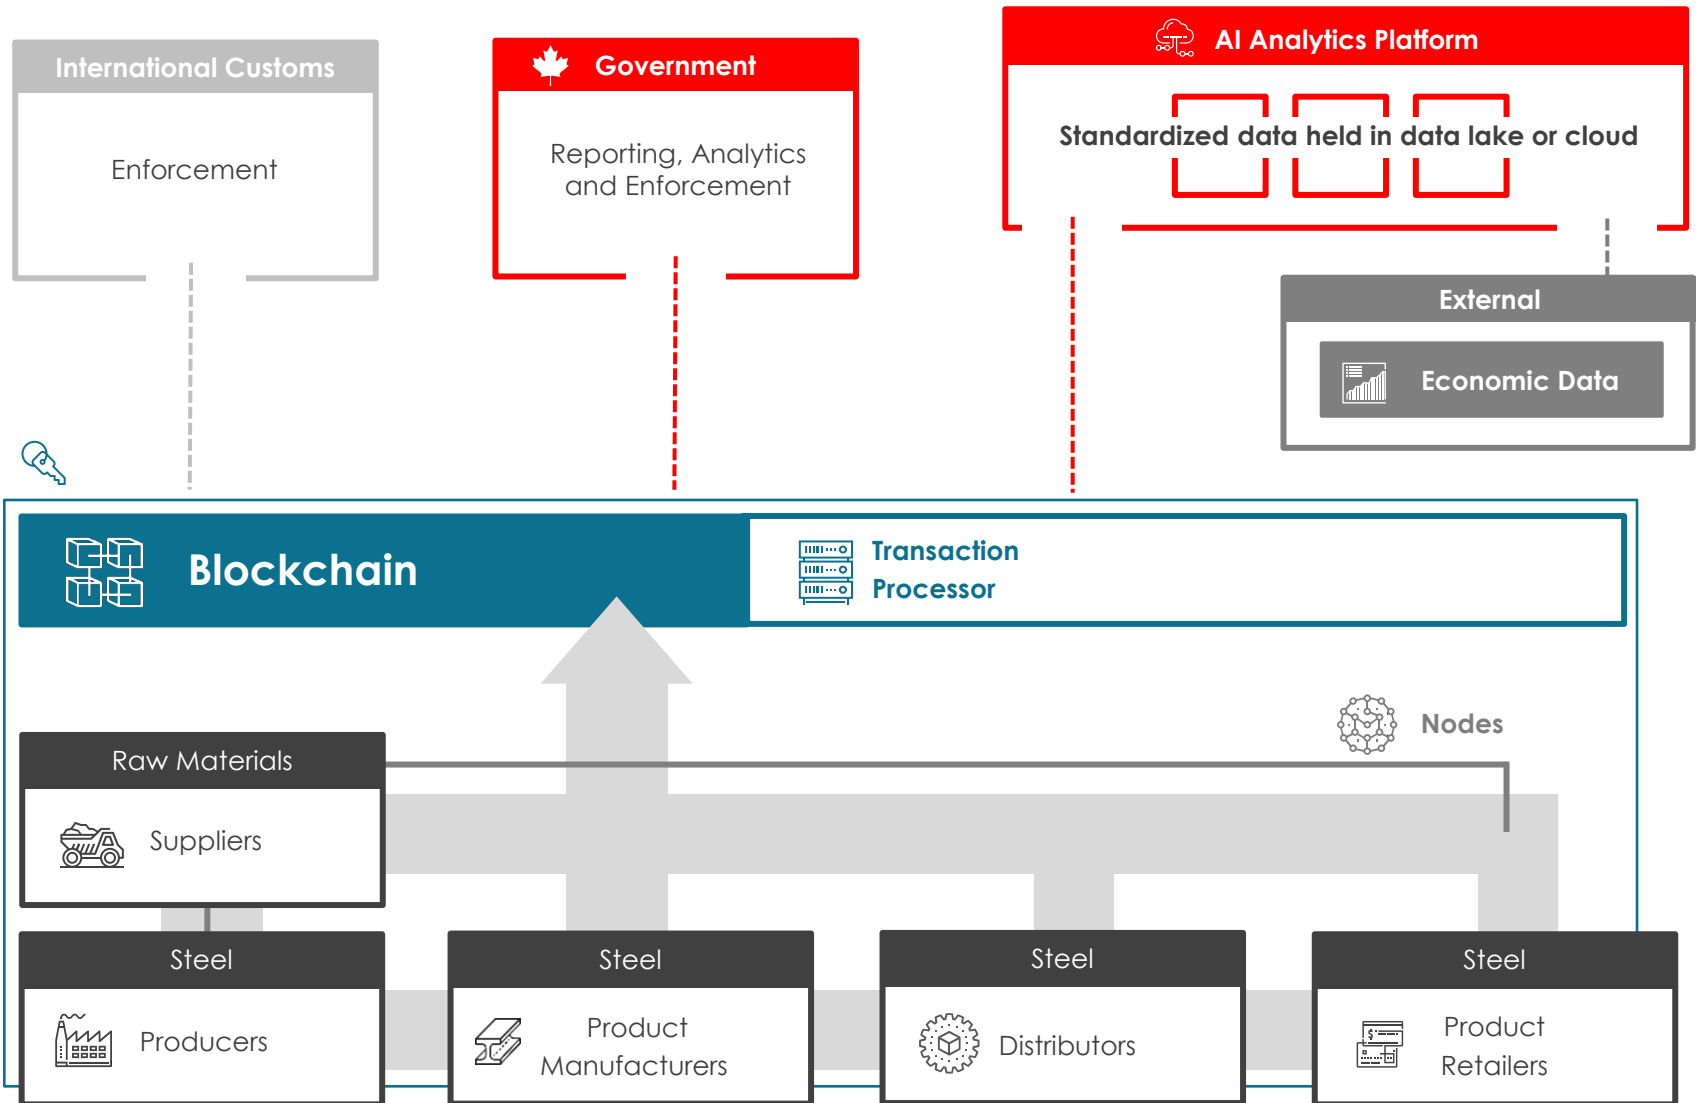 International Customs
Enforcement
Government
Reporting, Analytics
and Enforcement
AI Analytics Platform
Standardized data held in data lake or cloud
External
Economic Data
Blockchain
Transaction
Processor
Nodes
Raw Materials
Suppliers
Steel
Producers
Steel
Product
Manufacturers
Steel
Distributors
Steel
Product
Retailers